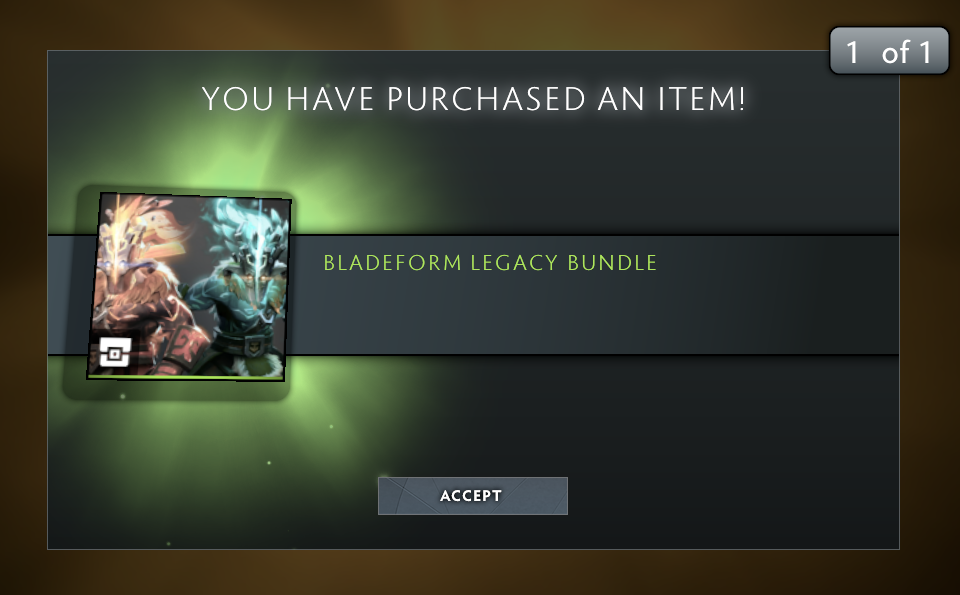 1 of 1
YOU HAVE PURCHASED AN ITEM!
BLADEFORM LEGACY BUNDLE
ACCEPT